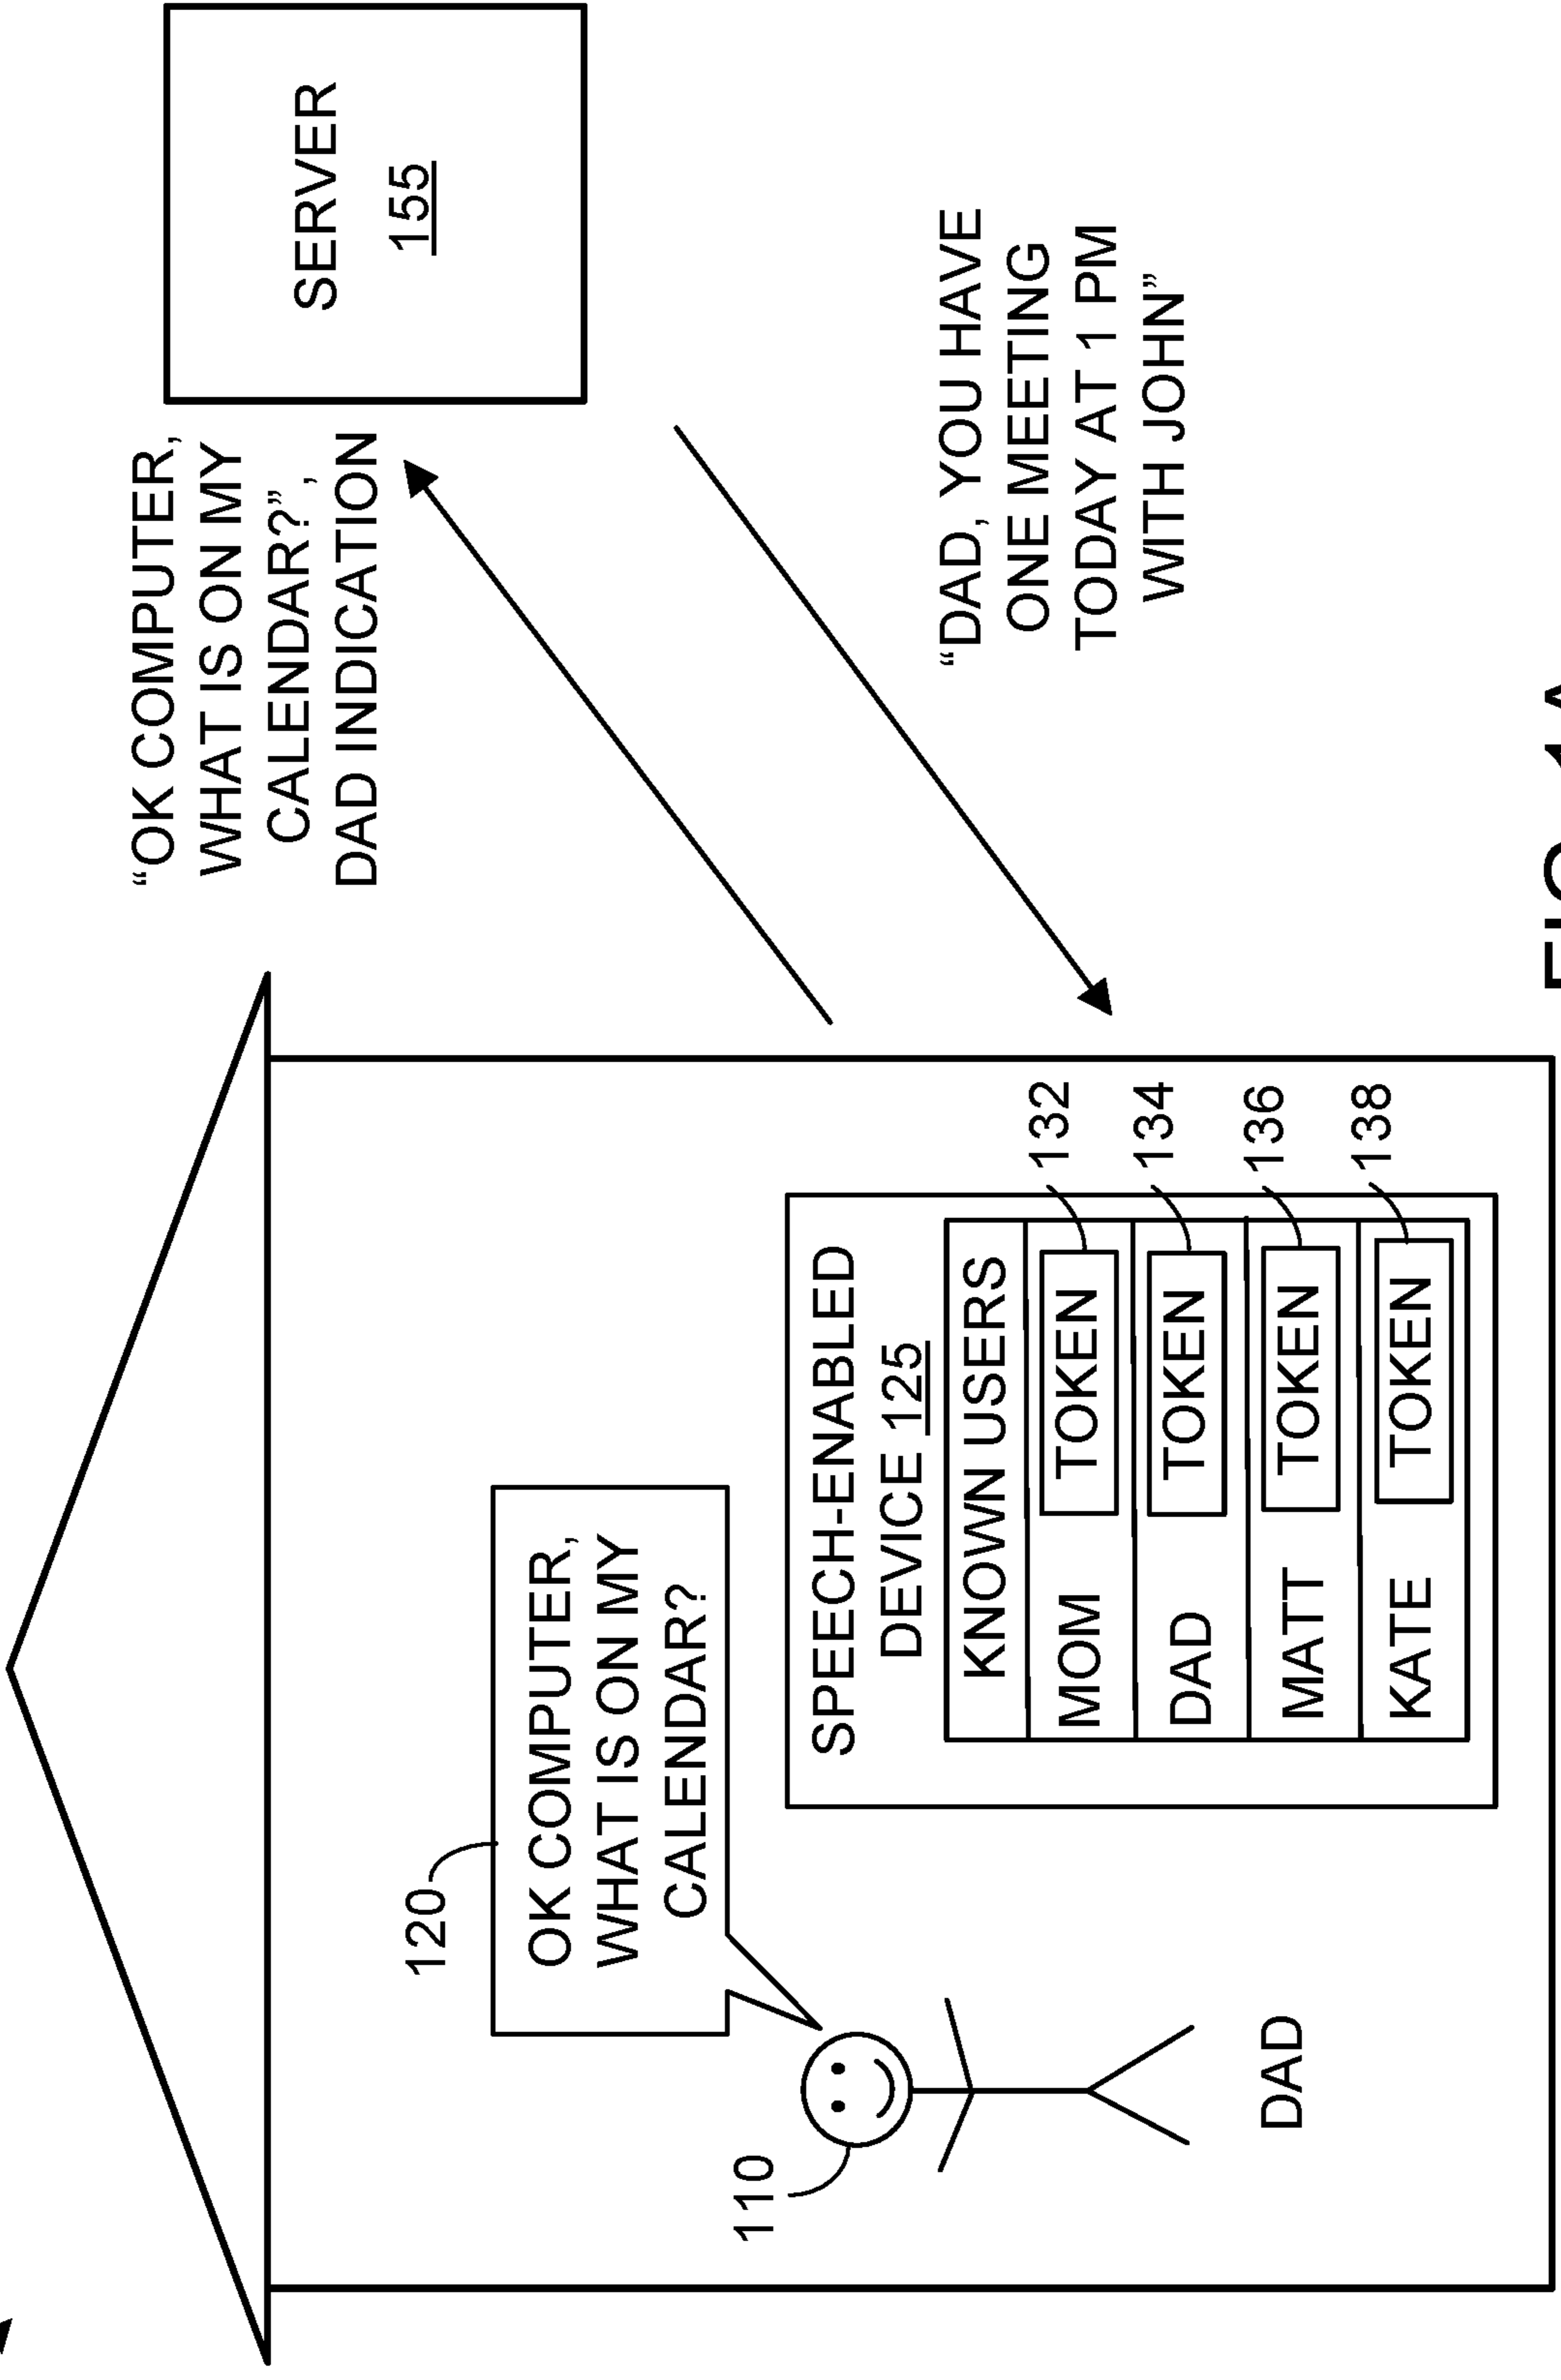 "OK COMPUTER,
WHAT IS ON MY
CALENDAR?",
DAD INDICATION
SERVER
155
120
OK COMPUTER,
WHAT IS ON MY
CALENDAR?
110
DAD
SPEECH-ENABLED
DEVICE 125
KNOWN USERS
MOM TOKEN 132
DAD TOKEN 134
MATT TOKEN 136
KATE TOKEN 138
"DAD, YOU HAVE
ONE MEETING
TODAY AT 1 PM
WITH JOHN"